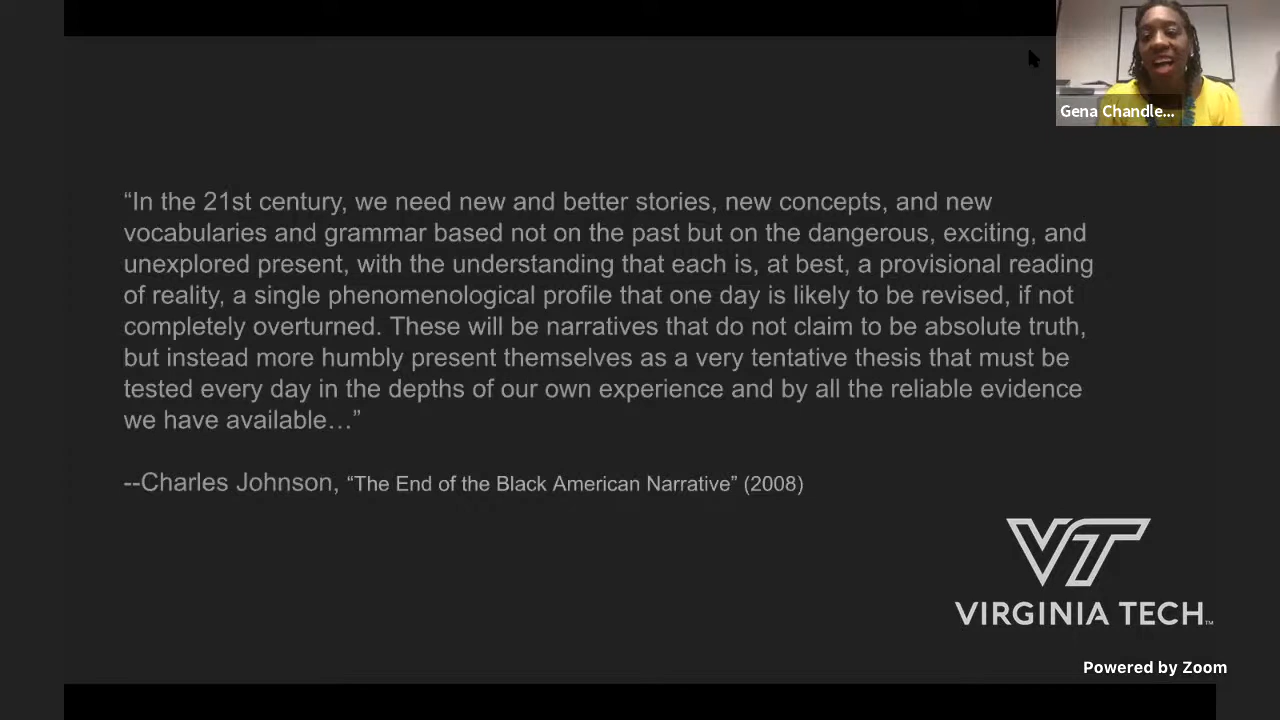 Gena Chandle...
“In the 21st century, we need new and better stories, new concepts, and new
vocabularies and grammar based not on the past but on the dangerous, exciting, and
unexplored present, with the understanding that each is, at best, a provisional reading
of reality, a single phenomenological profile that one day is likely to be revised, if not
completely overturned. These will be narratives that do not claim to be absolute truth,
but instead more humbly present themselves as a very tentative thesis that must be
tested every day in the depths of our own experience and by all the reliable evidence
we have available…”
--Charles Johnson, “The End of the Black American Narrative” (2008)
VT
VIRGINIA TECH™
Powered by Zoom